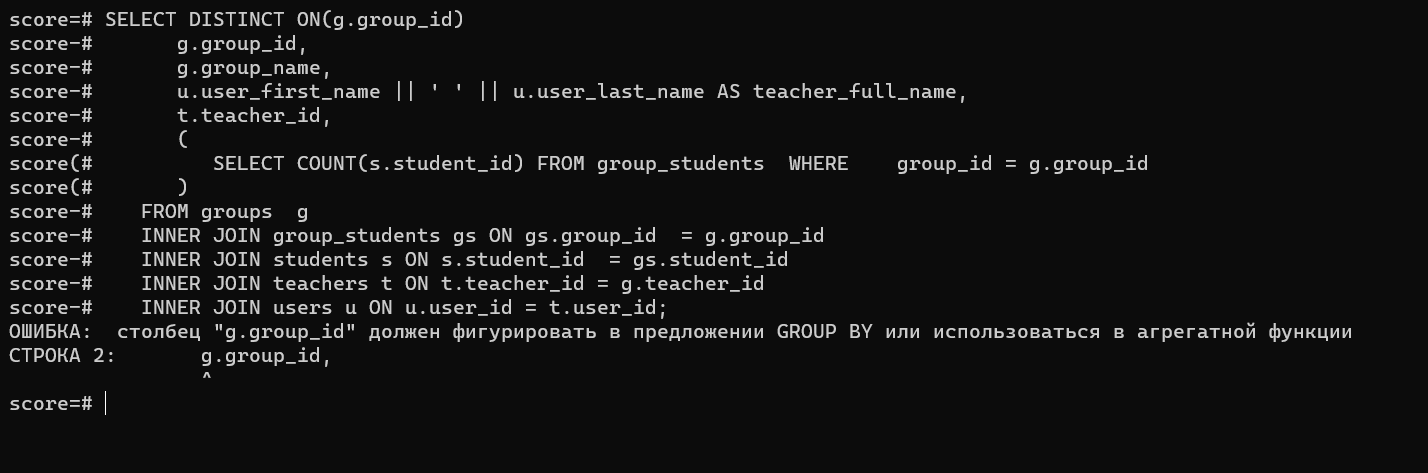 score=# SELECT DISTINCT ON(g.group_id)
score-#       g.group_id,
score-#       g.group_name,
score-#       u.user_first_name || ' ' || u.user_last_name AS teacher_full_name,
score-#       t.teacher_id,
score-#       (
score(#          SELECT COUNT(s.student_id) FROM group_students  WHERE    group_id = g.group_id
score(#       )
score-#    FROM groups  g
score-#    INNER JOIN group_students gs ON gs.group_id  = g.group_id
score-#    INNER JOIN students s ON s.student_id  = gs.student_id
score-#    INNER JOIN teachers t ON t.teacher_id = g.teacher_id
score-#    INNER JOIN users u ON u.user_id = t.user_id;
ОШИБКА:  столбец "g.group_id" должен фигурировать в предложении GROUP BY или использоваться в агрегатной функции
СТРОКА 2:       g.group_id,
                ^
score=#